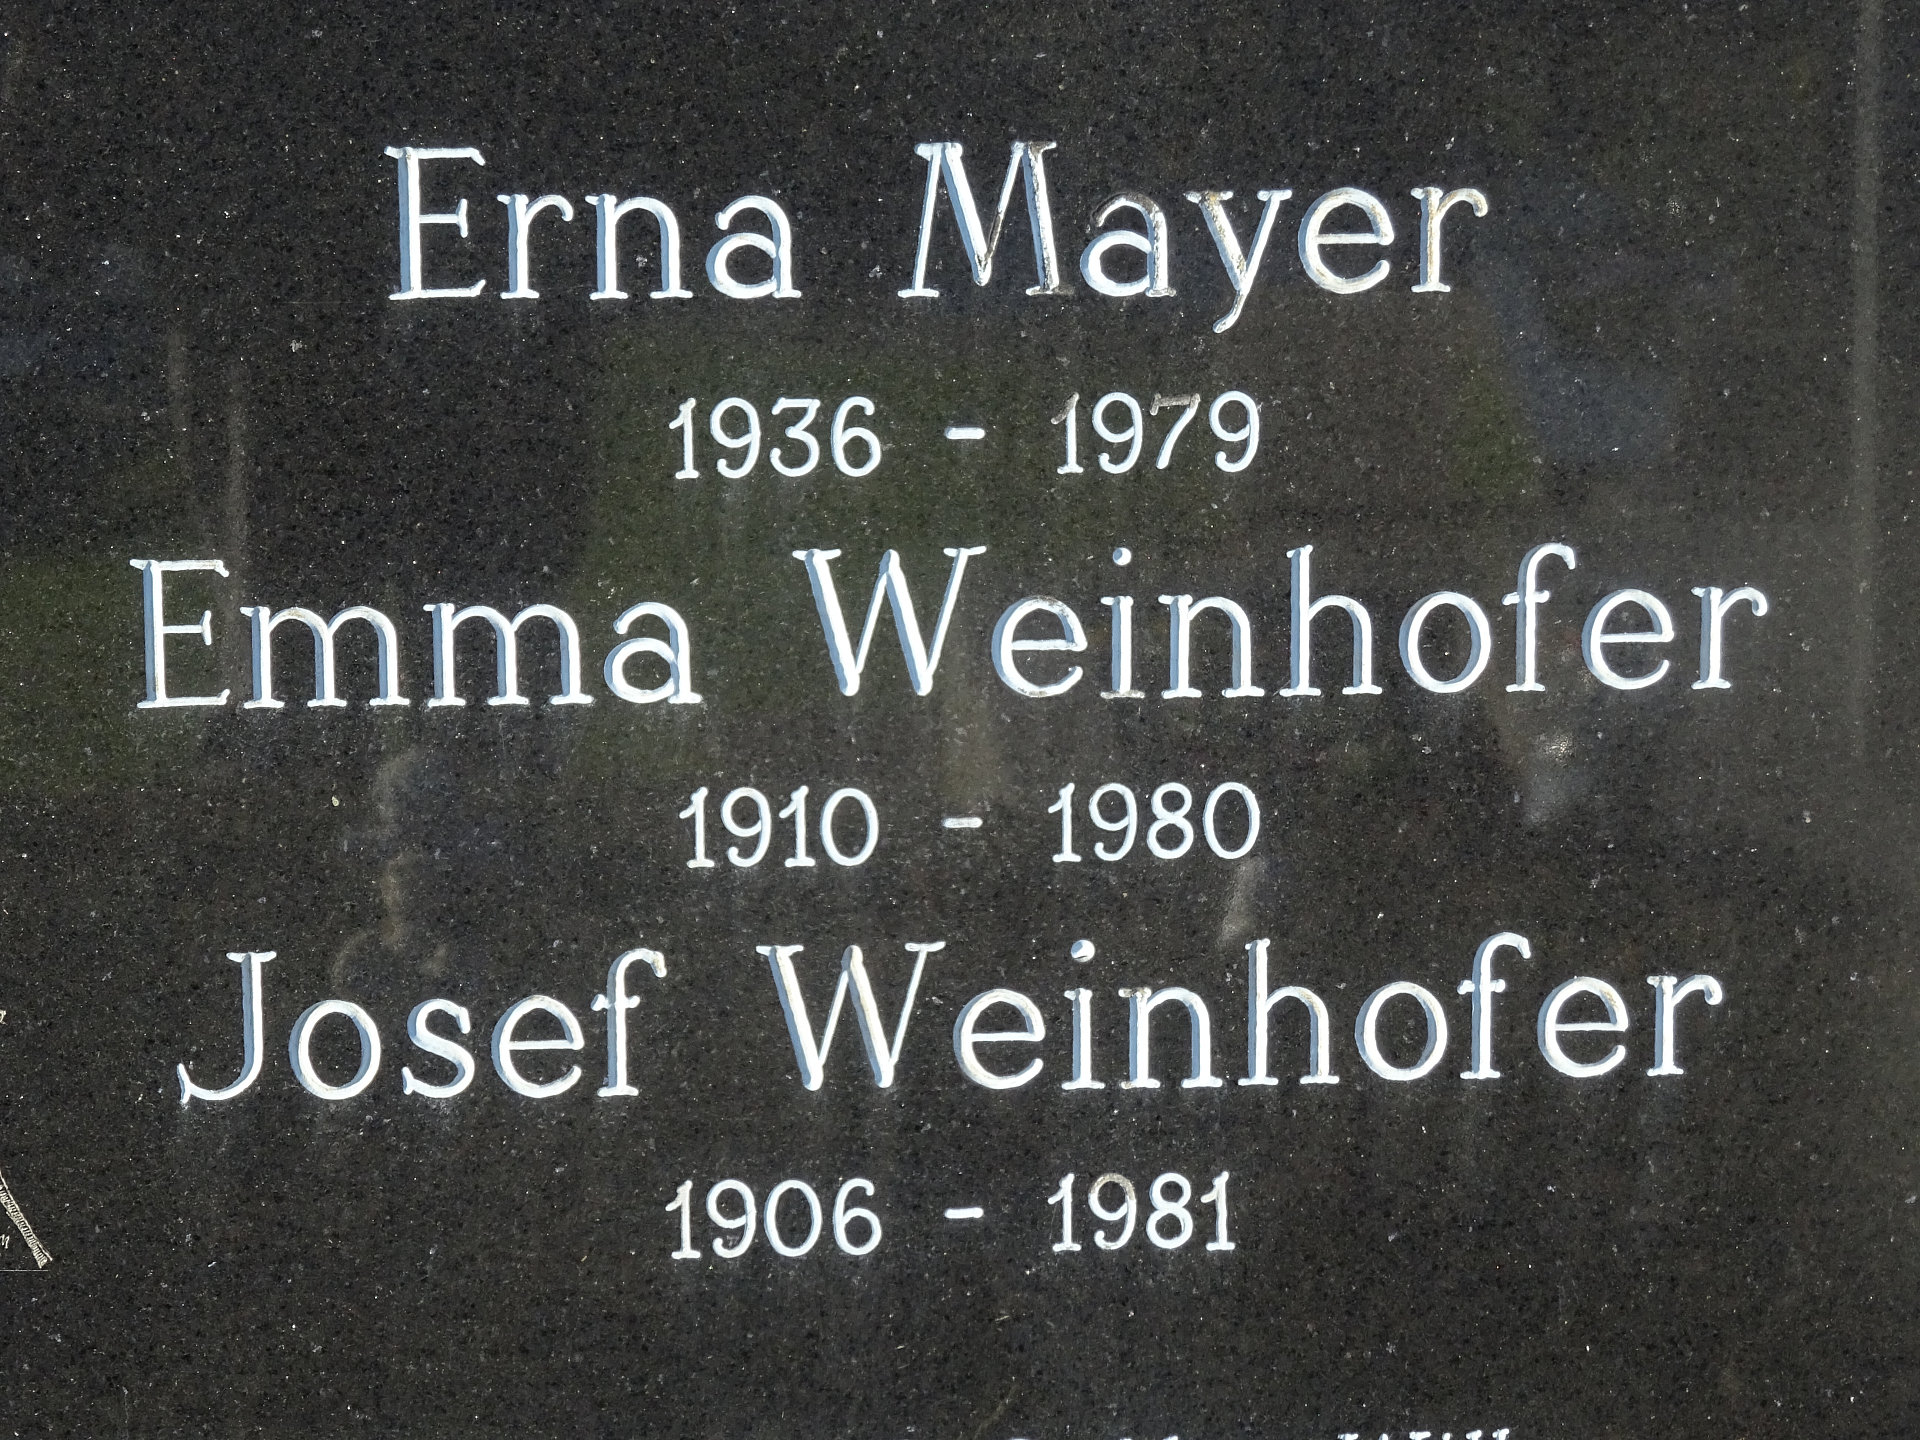 Erna Mayer
1936 - 1979
Emma Weinhofer
1910 - 1980
Josef Weinhofer
1906 - 1981